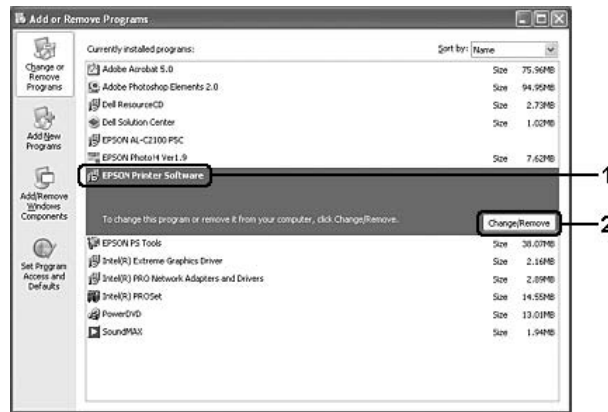 Add or Remove Programs
Change or
Remove
Programs
Add New
Programs
Add/Remove
Windows
Components
Set Program
Access and
Defaults
Currently installed programs:
Sort by: Name
Adobe Acrobat 5.0 Size 75.96MB
Adobe Photoshop Elements 2.0 Size 94.95MB
Dell ResourceCD Size 2.73MB
Dell Solution Center Size 1.02MB
EPSON AL-C2100 PSC
EPSON Photo!4 Ver1.9 Size 7.62MB
EPSON Printer Software 1
To change this program or remove it from your computer, click Change/Remove.
Change/Remove 2
EPSON PS Tools Size 38.07MB
Intel(R) Extreme Graphics Driver Size 2.16MB
Intel(R) PRO Network Adapters and Drivers Size 2.89MB
Intel(R) PROSet Size 14.55MB
PowerDVD Size 13.01MB
SoundMAX Size 1.94MB